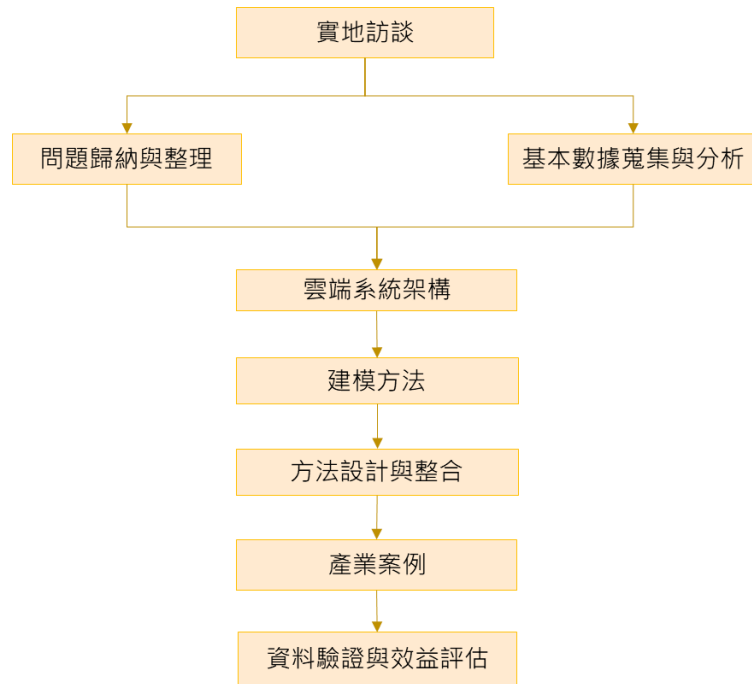 實地訪談
問題歸納與整理
基本數據蒐集與分析
雲端系統架構
建模方法
方法設計與整合
產業案例
資料驗證與效益評估